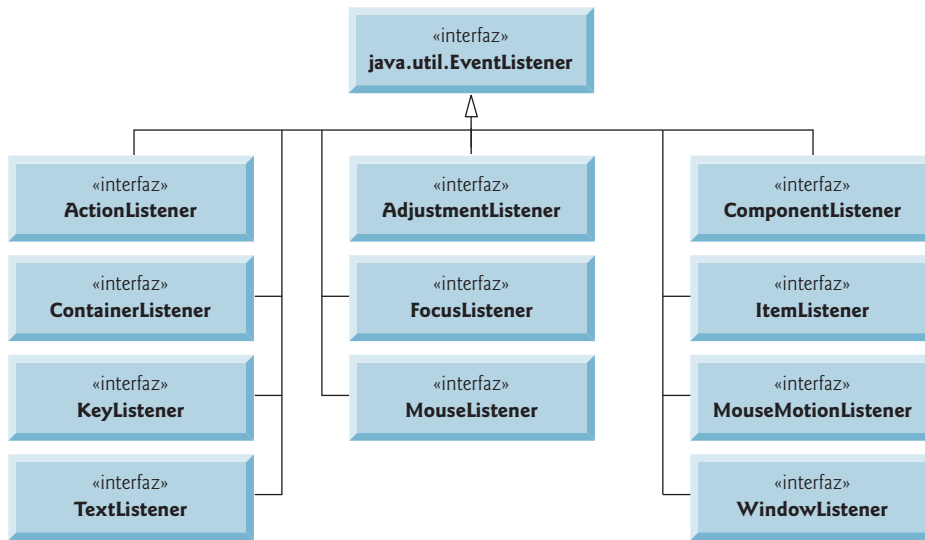 «interfaz»
java.util.EventListener
«interfaz»
ActionListener
«interfaz»
AdjustmentListener
«interfaz»
ComponentListener
«interfaz»
ContainerListener
«interfaz»
FocusListener
«interfaz»
ItemListener
«interfaz»
KeyListener
«interfaz»
MouseListener
«interfaz»
MouseMotionListener
«interfaz»
TextListener
«interfaz»
WindowListener